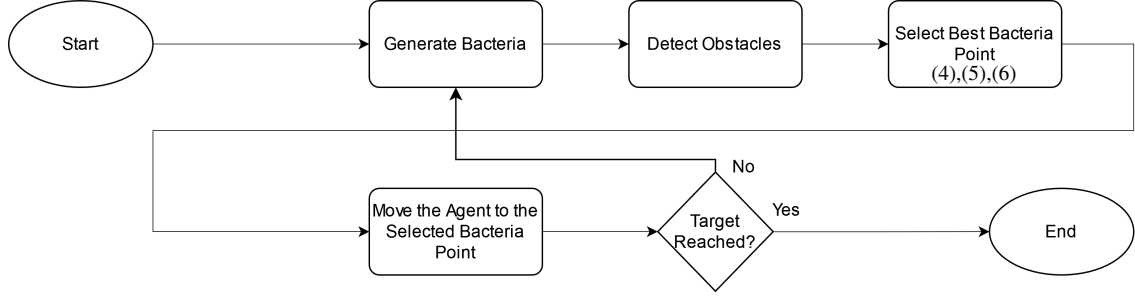 Start
Generate Bacteria
Detect Obstacles
Select Best Bacteria
Point
(4),(5),(6)
No
Move the Agent to the
Selected Bacteria
Point
Target
Reached?
Yes
End